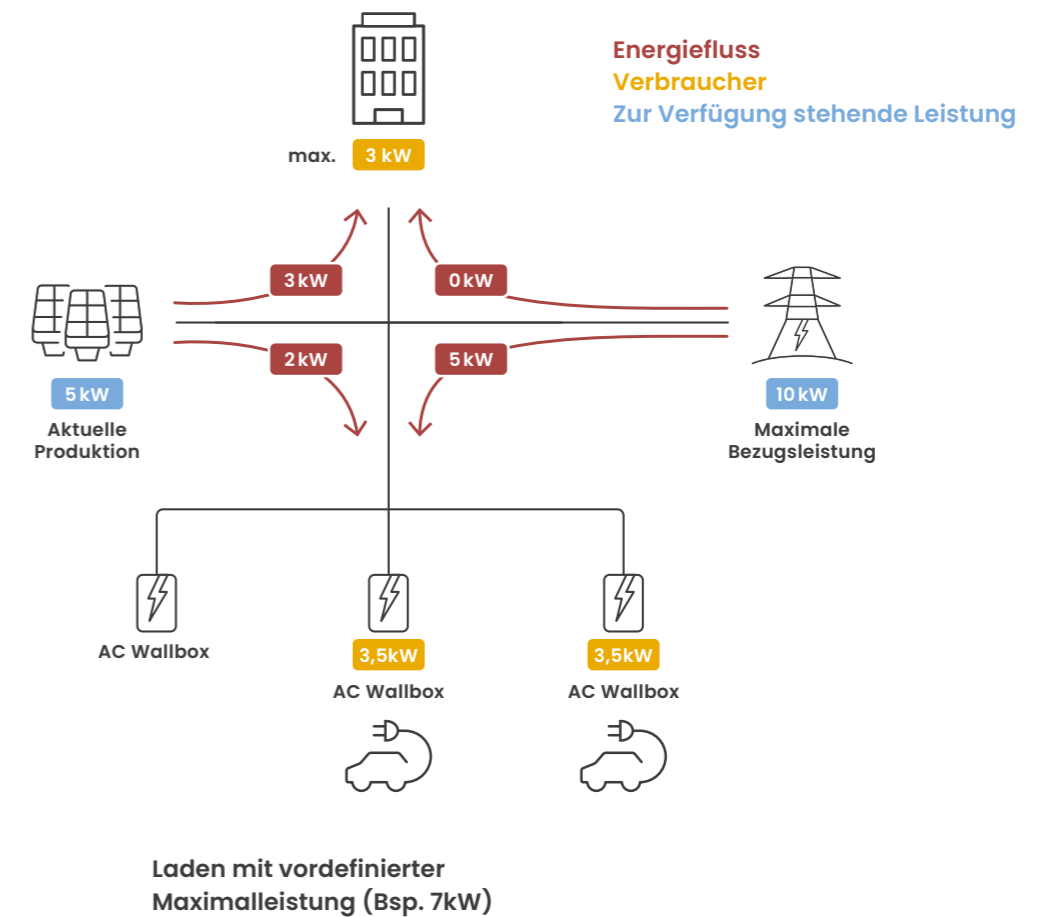 Energiefluss
Verbraucher
Zur Verfügung stehende Leistung
max. 3 kW
3 kW
0 kW
2 kW
5 kW
5 kW
Aktuelle
Produktion
10 kW
Maximale
Bezugsleistung
AC Wallbox
3,5kW
AC Wallbox
3,5kW
AC Wallbox
Laden mit vordefinierter
Maximalleistung (Bsp. 7kW)